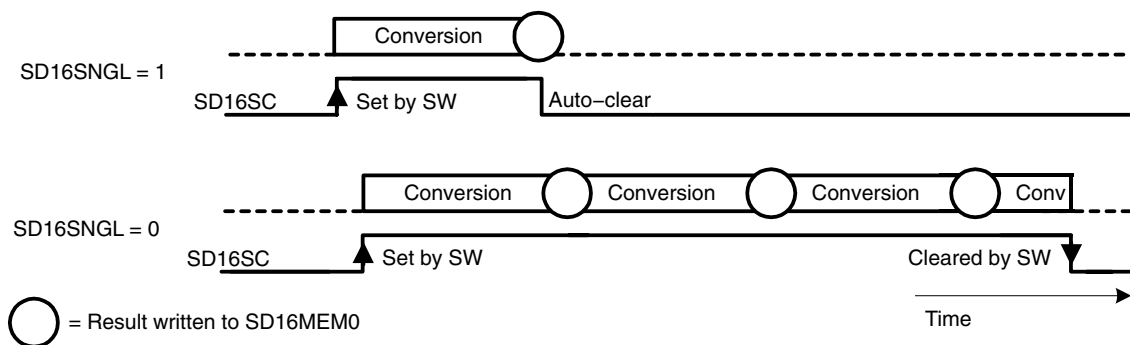 Conversion
SD16SNGL = 1
SD16SC
Set by SW
Auto−clear
Conversion Conversion Conversion Conv
SD16SNGL = 0
SD16SC
Set by SW
Cleared by SW
= Result written to SD16MEM0
Time